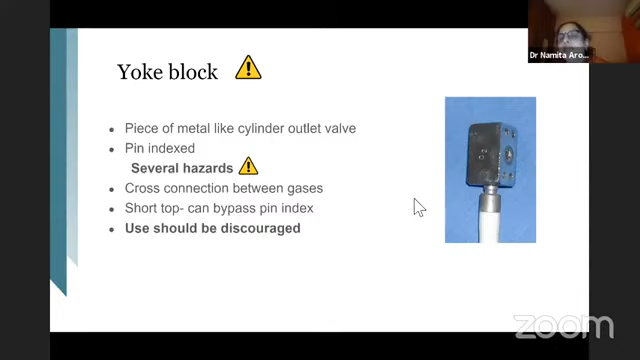 Yoke block
Dr Namita Aro...
Piece of metal like cylinder outlet valve
Pin indexed
Several hazards
Cross connection between gases
Short top- can bypass pin index
Use should be discouraged
zoom